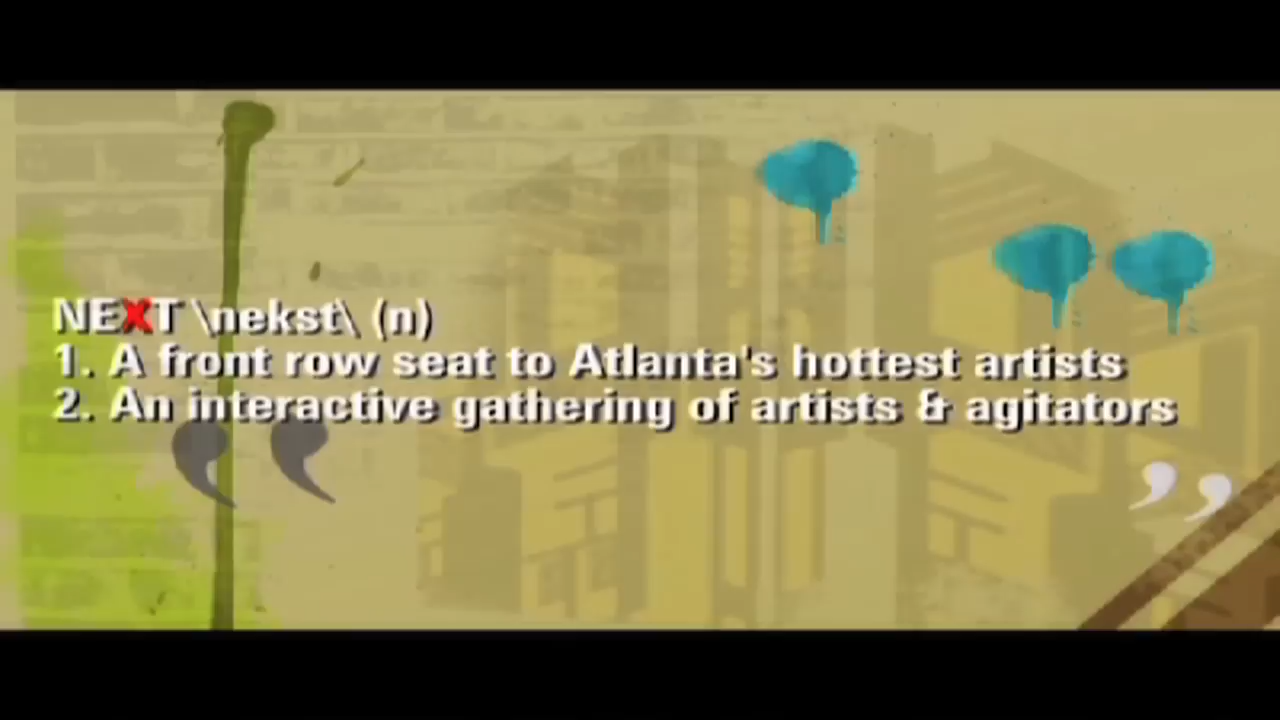 NEXT \nekst\ (n)
1. A front row seat to Atlanta's hottest artists
2. An interactive gathering of artists & agitators